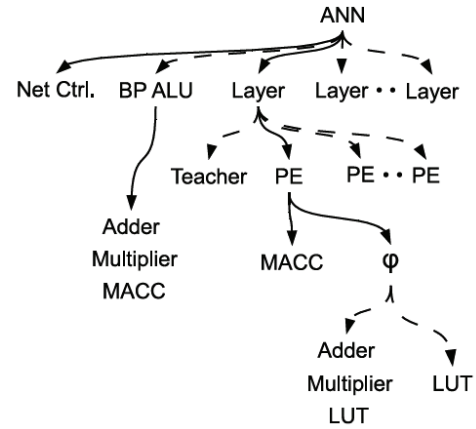 ANN
Net Ctrl. BP ALU Layer Layer • • Layer
Teacher PE PE • • PE
Adder
Multiplier
MACC
MACC φ
Adder
Multiplier
LUT
LUT